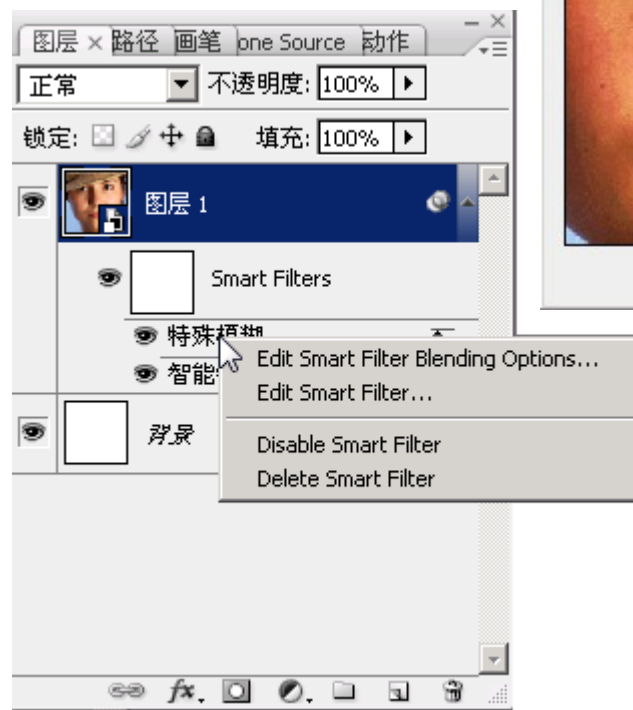 图层 × 路径 画笔 one Source 动作
正常 不透明度: 100%
锁定: 填充: 100%
图层 1
Smart Filters
特殊模糊
智能
背景
Edit Smart Filter Blending Options...
Edit Smart Filter...
Disable Smart Filter
Delete Smart Filter
fx.